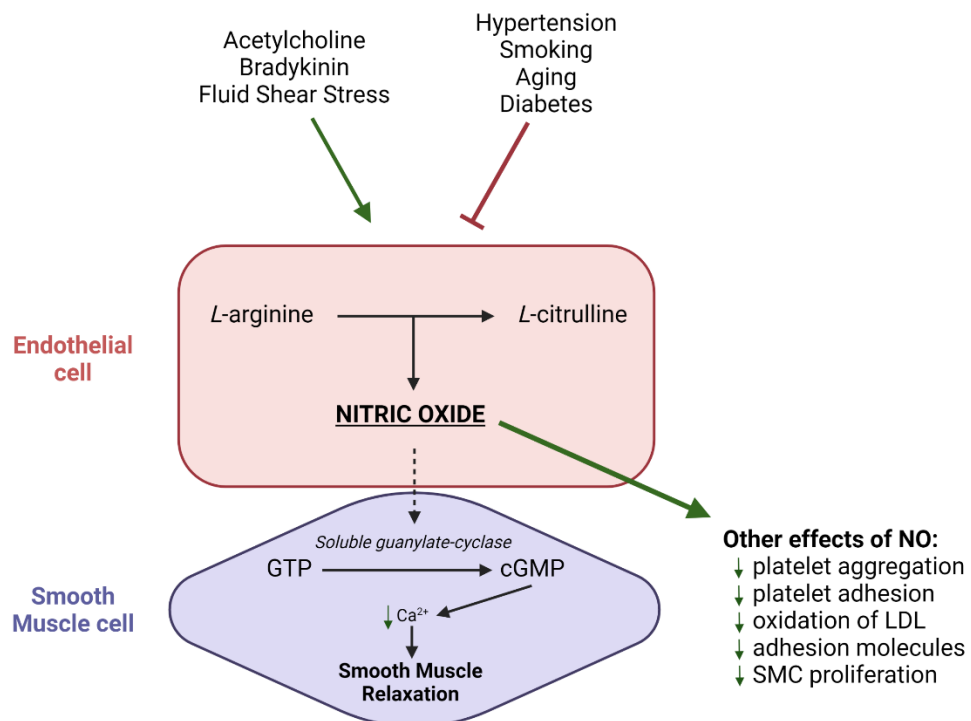 Acetylcholine
Bradykinin
Fluid Shear Stress
Hypertension
Smoking
Aging
Diabetes
Endothelial
cell
L-arginine
L-citrulline
NITRIC OXIDE
Smooth
Muscle cell
Soluble guanylate-cyclase
GTP
cGMP
↓ Ca²⁺
Smooth Muscle
Relaxation
Other effects of NO:
↓ platelet aggregation
↓ platelet adhesion
↓ oxidation of LDL
↓ adhesion molecules
↓ SMC proliferation